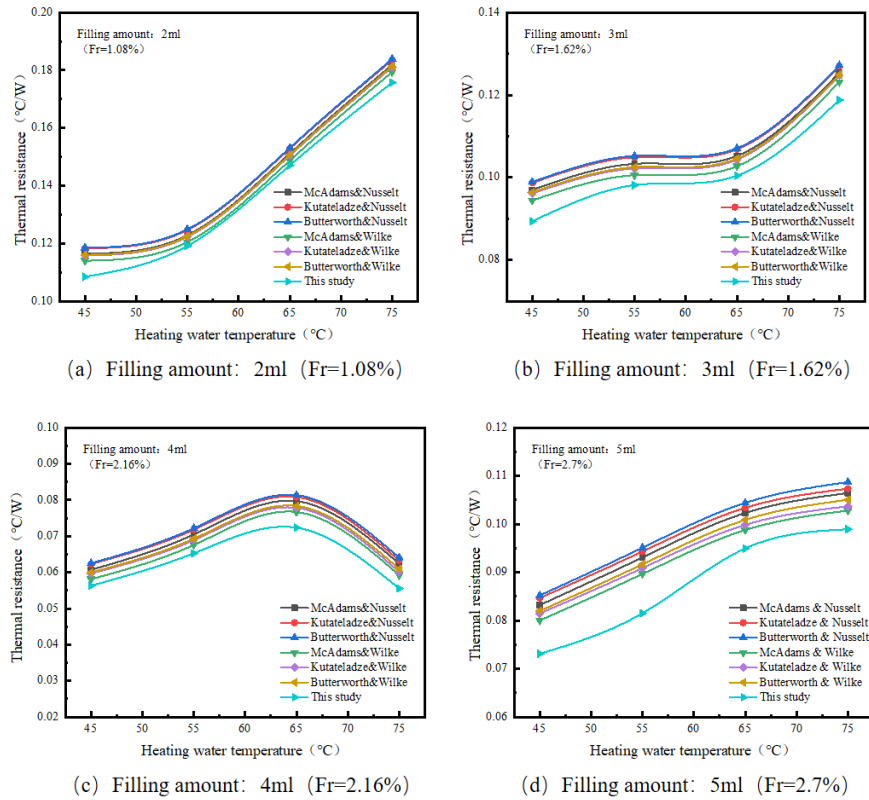 0.20
0.18
0.16
0.14
0.12
0.10
Thermal resistance（°C/W）
Filling amount: 2ml
（Fr=1.08%）
McAdams&Nusselt
Kutateladze&Nusselt
Butterworth&Nusselt
McAdams&Wilke
Kutateladze&Wilke
Butterworth&Wilke
This study
45 50 55 60 65 70 75
Heating water temperature（°C）
(a) Filling amount: 2ml (Fr=1.08%)
0.14
0.12
0.10
0.08
Thermal resistance（°C/W）
Filling amount: 3ml
（Fr=1.62%）
McAdams&Nusselt
Kutateladze&Nusselt
Butterworth&Nusselt
McAdams&Wilke
Kutateladze&Wilke
Butterworth&Wilke
This study
45 50 55 60 65 70 75
Heating water temperature（°C）
(b) Filling amount: 3ml (Fr=1.62%)
0.10
0.09
0.08
0.07
0.06
0.05
0.04
0.03
0.02
Thermal resistance（°C/W）
Filling amount: 4ml
（Fr=2.16%）
McAdams&Nusselt
Kutateladze&Nusselt
Butterworth&Nusselt
McAdams&Wilke
Kutateladze&Wilke
Butterworth&Wilke
This study
45 50 55 60 65 70 75
Heating water temperature（°C）
(c) Filling amount: 4ml (Fr=2.16%)
0.12
0.11
0.10
0.09
0.08
0.07
0.06
Thermal resistance（°C/W）
Filling amount: 5ml
（Fr=2.7%）
McAdams & Nusselt
Kutateladze & Nusselt
Butterworth & Nusselt
McAdams & Wilke
Kutateladze & Wilke
Butterworth & Wilke
This study
45 50 55 60 65 70 75
Heating water temperature（°C）
(d) Filling amount: 5ml (Fr=2.7%)